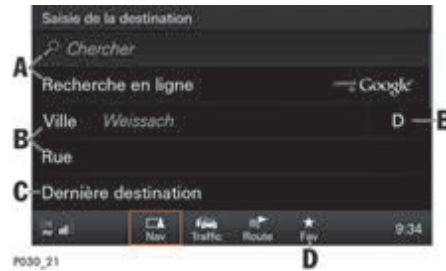 Saisie de la destination
Chercher
A
Recherche en ligne Google
Ville Weissach D B
B
Rue
C Dernière destination
Nav Traffic Route Fav 9:34
D
P030_21